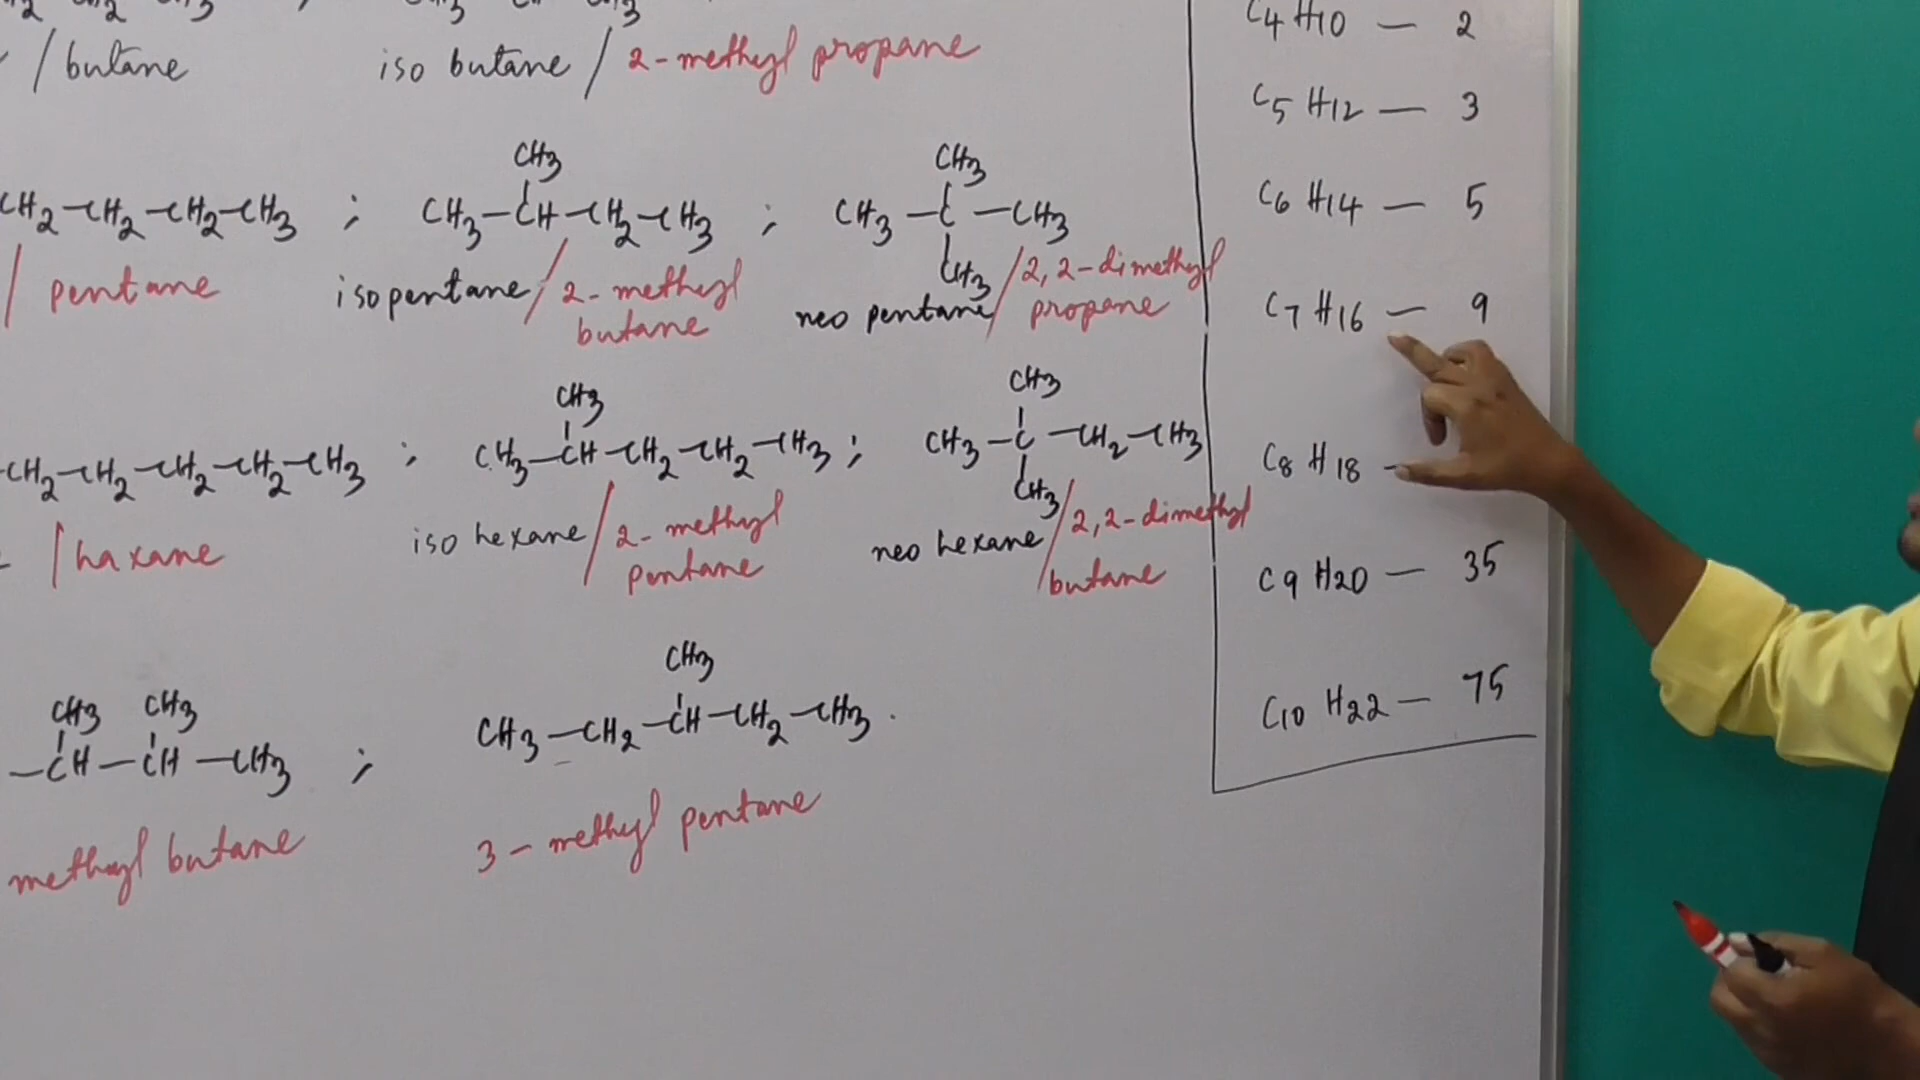 /butane
iso butane / 2-methyl propane
CH3
CH3
CH2-CH2-CH2-CH3 ; CH3-CH-CH2-CH3 ; CH3-C-CH3
CH3
/ pentane
isopentane / 2-methyl butane
neo pentane / 2,2-dimethyl propane
CH3
CH3
-CH2-CH2-CH2-CH2-CH3 ; CH3-CH-CH2-CH2-CH3 ; CH3-C-CH2-CH3
CH3
/haxane
iso hexane / 2-methyl pentane
neo hexane / 2,2-dimethyl butane
CH3 CH3
CH3
-CH-CH-CH3 ; CH3-CH2-CH-CH2-CH3.
methyl butane
3-methyl pentane
C4H10 — 2
C5H12 — 3
C6H14 — 5
C7H16 — 9
C8H18 -
C9H20 — 35
C10H22 — 75